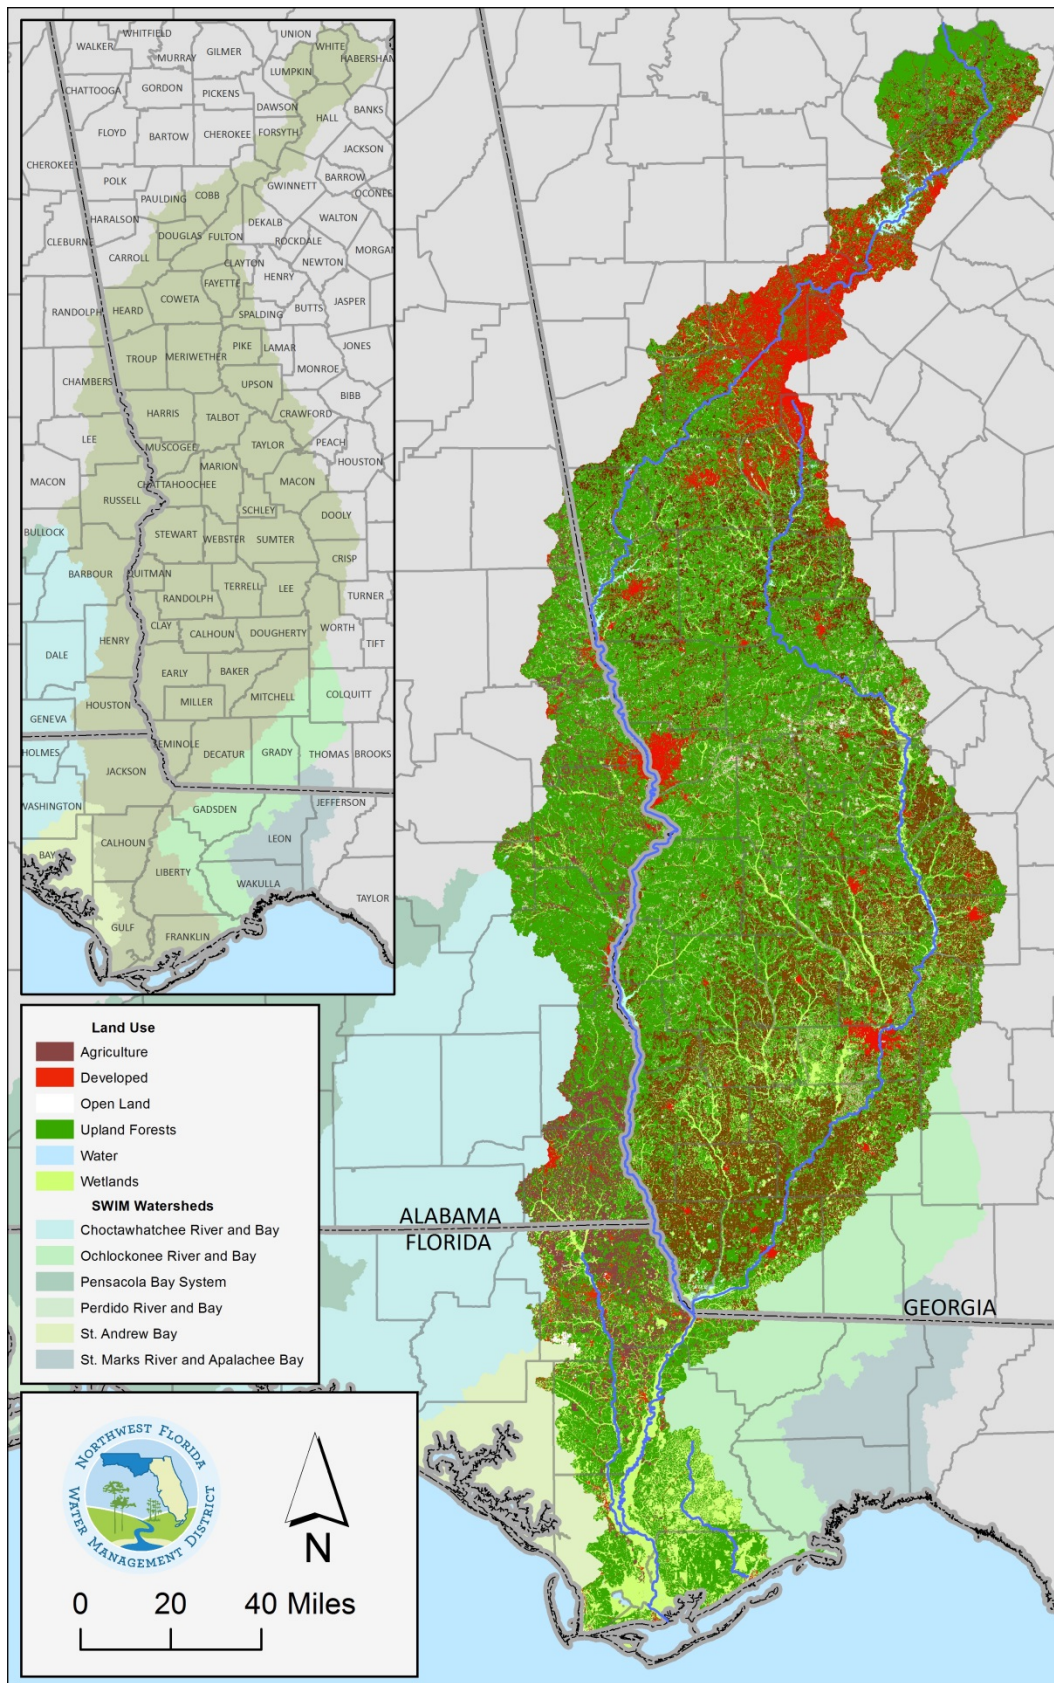 UNION
WHITFIELD
WALKER
GILMER
WHITE
MURRAY
HABERSHAM
LUMPKIN
CHATTOOGA
GORDON
PICKENS
DAWSON
BANKS
HALL
FLOYD
BARTOW
CHEROKEE
FORSYTH
JACKSON
CHEROKEE
POLK
BARROW
GWINNETT
OCONEE
PAULDING
COBB
HARALSON
DEKALB
WALTON
CLEBURNE
DOUGLAS
FULTON
ROCKDALE
MORGAN
CARROLL
CLAYTON
NEWTON
HENRY
FAYETTE
COWETA
JASPER
RANDOLPH
HEARD
BUTTS
SPALDING
PIKE
LAMAR
JONES
TROUP
MERIWETHER
MONROE
CHAMBERS
UPSON
BIBB
HARRIS
TALBOT
CRAWFORD
LEE
MUSCOGEE
TAYLOR
PEACH
HOUSTON
MARION
MACON
CHATTAHOOCHEE
MACON
RUSSELL
SCHLEY
DOOLY
BULLOCK
STEWART
WEBSTER
SUMTER
CRISP
BARBOUR
QUITMAN
TERRELL
LEE
RANDOLPH
TURNER
CLAY
WORTH
HENRY
CALHOUN
DOUGHERTY
TIFT
DALE
EARLY
BAKER
COLQUITT
MITCHELL
HOUSTON
MILLER
GENEVA
SEMINOLE
HOLMES
DECATUR
GRADY
THOMAS
BROOKS
JACKSON
WASHINGTON
GADSDEN
JEFFERSON
LEON
CALHOUN
BAY
LIBERTY
WAKULLA
TAYLOR
GULF
FRANKLIN
Land Use
Agriculture
Developed
Open Land
Upland Forests
Water
Wetlands
SWIM Watersheds
Choctawhatchee River and Bay
Ochlockonee River and Bay
Pensacola Bay System
Perdido River and Bay
St. Andrew Bay
St. Marks River and Apalachee Bay
ALABAMA
FLORIDA
GEORGIA
NORTHWEST FLORIDA
WATER MANAGEMENT DISTRICT
N
0 20 40 Miles